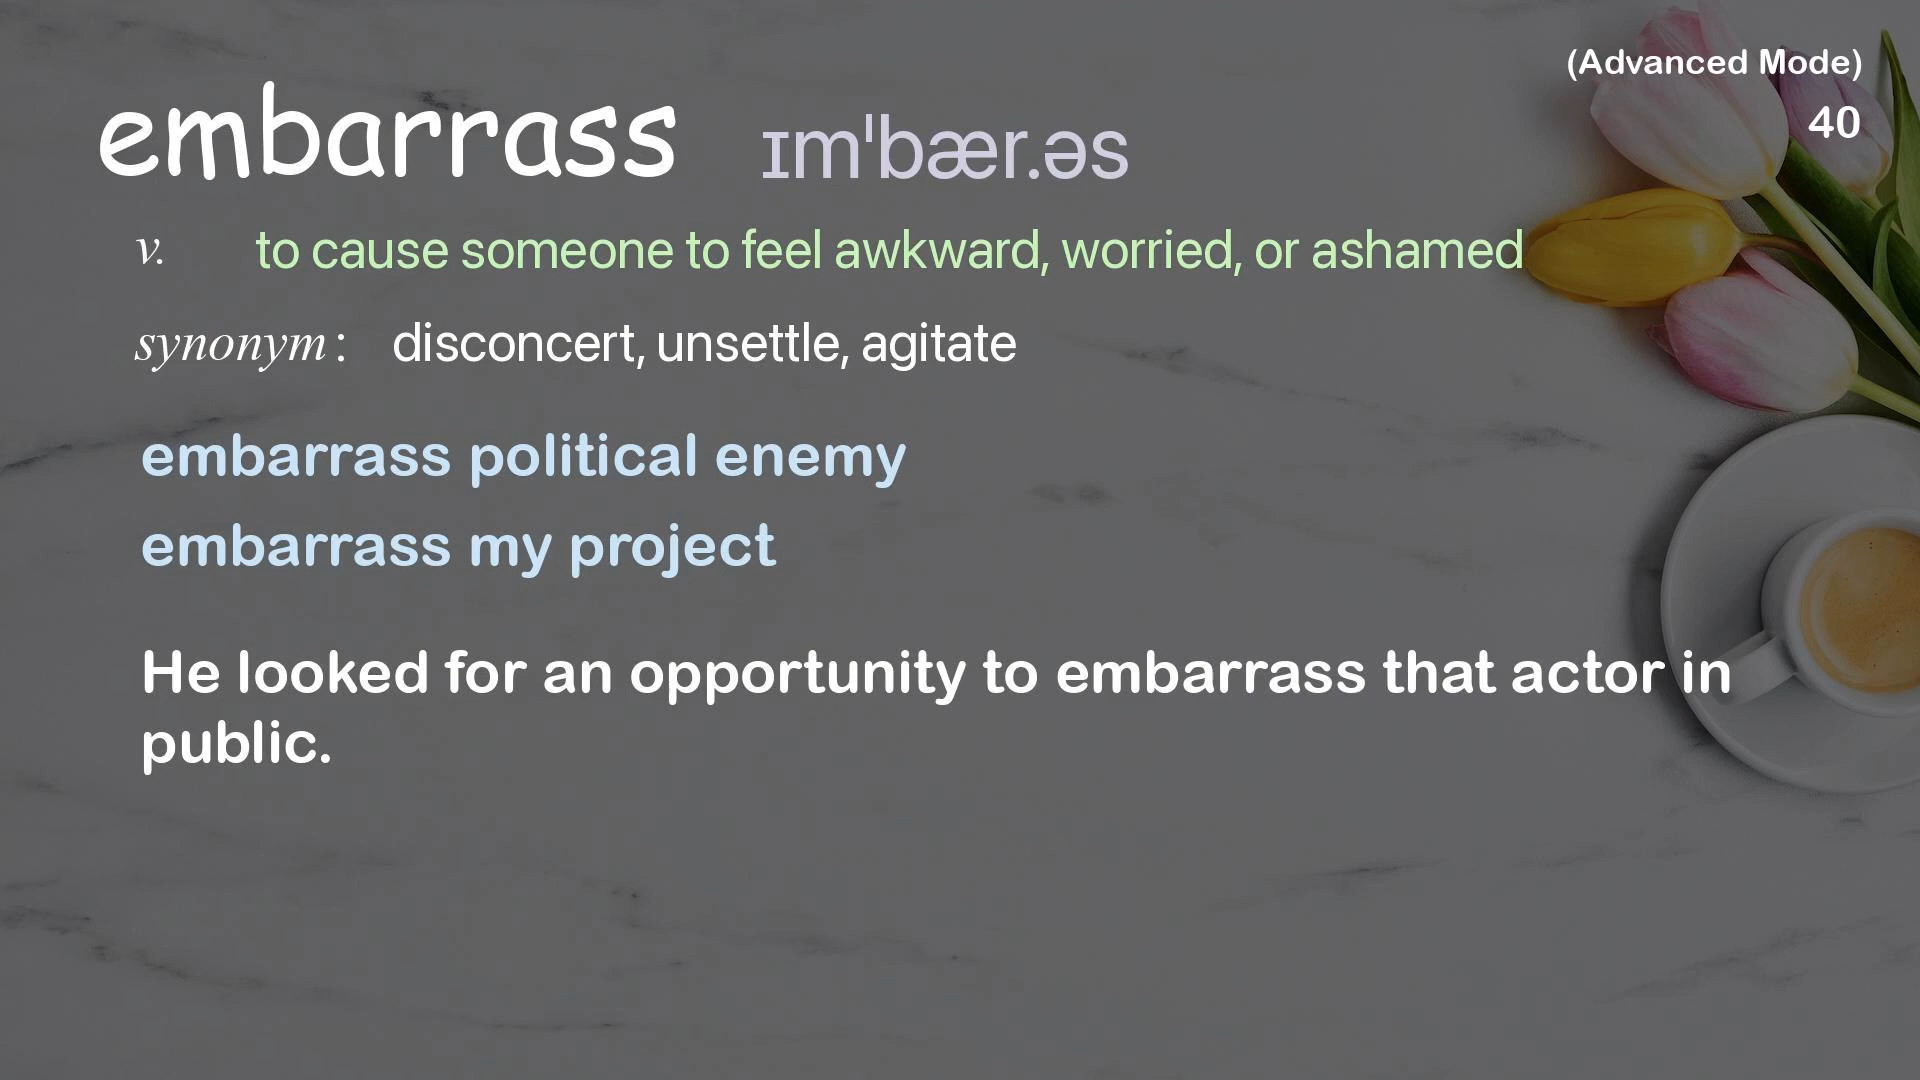 (Advanced Mode)
40
embarrass ɪmˈbær.əs
v. to cause someone to feel awkward, worried, or ashamed
synonym : disconcert, unsettle, agitate
embarrass political enemy
embarrass my project
He looked for an opportunity to embarrass that actor in
public.